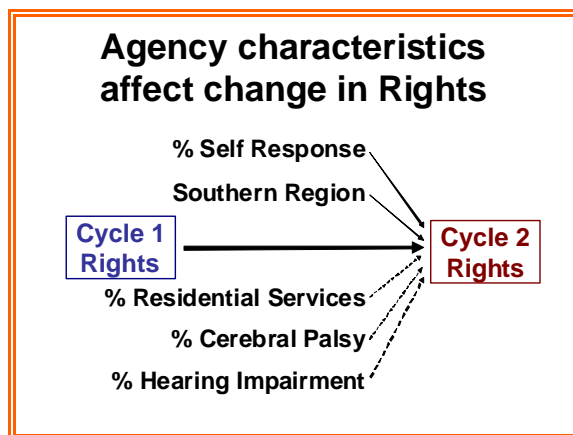 Agency characteristics
affect change in Rights
% Self Response
Southern Region
Cycle 1
Rights
Cycle 2
Rights
% Residential Services
% Cerebral Palsy
% Hearing Impairment